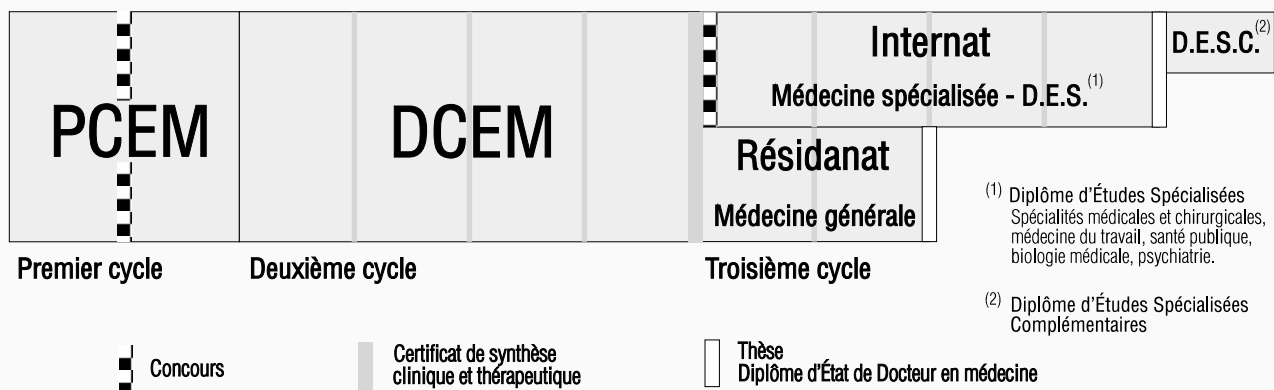 PCEM
DCEM
Internat
Médecine spécialisée - D.E.S.(1)
D.E.S.C.(2)
Résidanat
Médecine générale
Premier cycle
Deuxième cycle
Troisième cycle
(1) Diplôme d'Études Spécialisées
Spécialités médicales et chirurgicales,
médecine du travail, santé publique,
biologie médicale, psychiatrie.
(2) Diplôme d'Études Spécialisées
Complémentaires
Concours
Certificat de synthèse
clinique et thérapeutique
Thèse
Diplôme d'État de Docteur en médecine